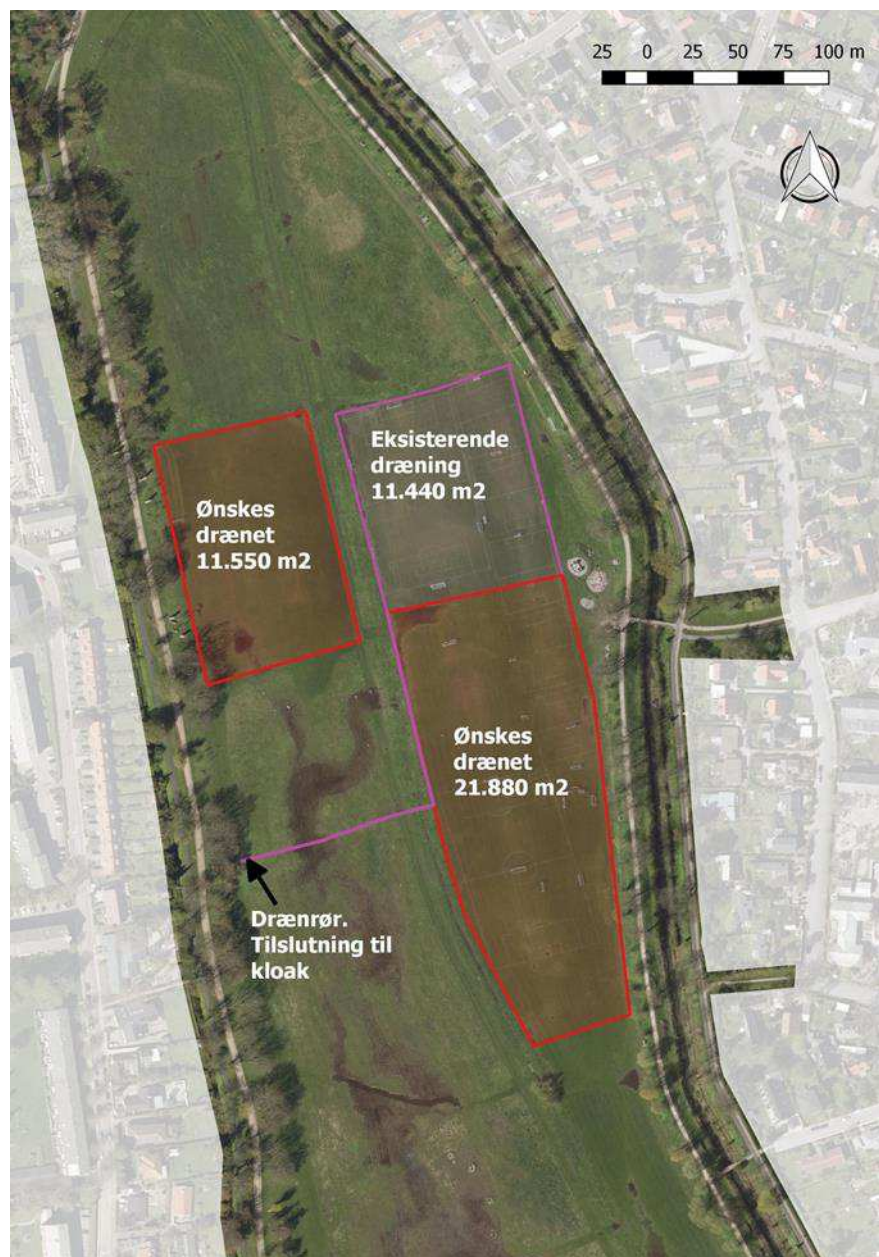 25 0 25 50 75 100 m
Eksisterende
dræning
11.440 m2
Ønskes
drænet
11.550 m2
Ønskes
drænet
21.880 m2
Drænrør.
Tilslutning til
kloak